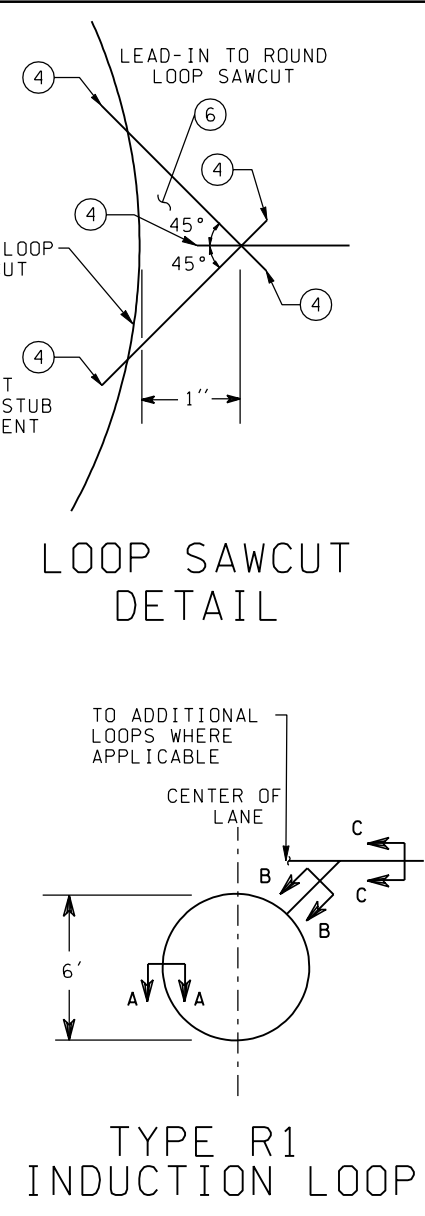 LEAD-IN TO ROUND
LOOP SAWCUT
4
6
4
4
45°
LOOP
UT
45°
4
4
T
STUB
ENT
1"
LOOP SAWCUT
DETAIL
TO ADDITIONAL
LOOPS WHERE
APPLICABLE
CENTER OF
LANE
C
B
C
B
6'
A
A
TYPE R1
INDUCTION LOOP